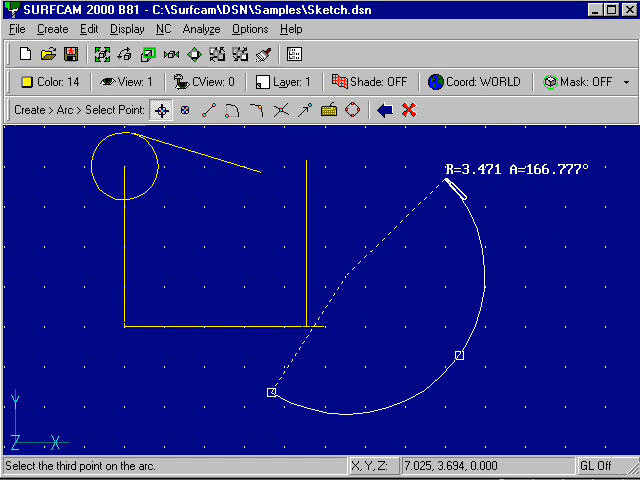 SURFCAM 2000 B81 - C:\Surfcam\DSN\Samples\Sketch.dsn
File Create Edit Display NC Analyze Options Help
Color: 14 View: 1 CView: 0 Layer: 1 Shade: OFF Coord: WORLD Mask: OFF
Create > Arc > Select Point:
R=3.471 A=166.777°
Y
Z X
Select the third point on the arc. X, Y, Z: 7.025, 3.694, 0.000 GL Off